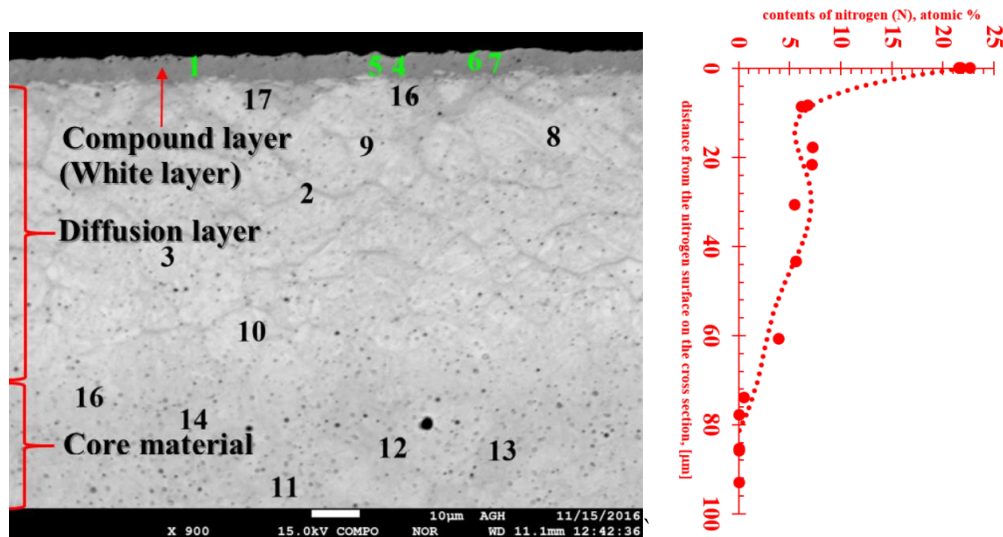 1
5
4
6
7
17
16
Compound layer
(White layer)
9
8
2
Diffusion layer
3
10
16
14
Core material
12
13
11
10µm AGH 11/15/2016
X 900 15.0kV COMPO NOR WD 11.1mm 12:42:36
`
contents of nitrogen (N), atomic %
0 5 10 15 20 25
distance from the nitrogen surface on the cross section, [µm]
0
20
40
60
80
100